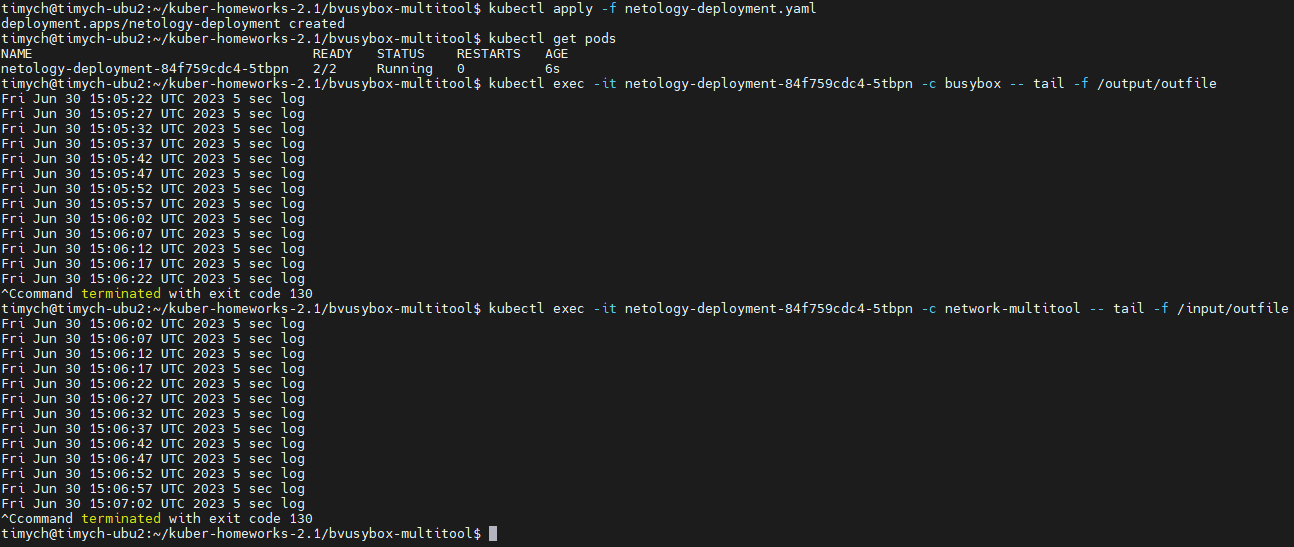 timych@timych-ubu2:~/kuber-homeworks-2.1/bvusybox-multitool$ kubectl apply -f netology-deployment.yaml
deployment.apps/netology-deployment created
timych@timych-ubu2:~/kuber-homeworks-2.1/bvusybox-multitool$ kubectl get pods
NAME                                   READY   STATUS    RESTARTS   AGE
netology-deployment-84f759cdc4-5tbpn   2/2     Running   0          6s
timych@timych-ubu2:~/kuber-homeworks-2.1/bvusybox-multitool$ kubectl exec -it netology-deployment-84f759cdc4-5tbpn -c busybox -- tail -f /output/outfile
Fri Jun 30 15:05:22 UTC 2023 5 sec log
Fri Jun 30 15:05:27 UTC 2023 5 sec log
Fri Jun 30 15:05:32 UTC 2023 5 sec log
Fri Jun 30 15:05:37 UTC 2023 5 sec log
Fri Jun 30 15:05:42 UTC 2023 5 sec log
Fri Jun 30 15:05:47 UTC 2023 5 sec log
Fri Jun 30 15:05:52 UTC 2023 5 sec log
Fri Jun 30 15:05:57 UTC 2023 5 sec log
Fri Jun 30 15:06:02 UTC 2023 5 sec log
Fri Jun 30 15:06:07 UTC 2023 5 sec log
Fri Jun 30 15:06:12 UTC 2023 5 sec log
Fri Jun 30 15:06:17 UTC 2023 5 sec log
Fri Jun 30 15:06:22 UTC 2023 5 sec log
^Ccommand terminated with exit code 130
timych@timych-ubu2:~/kuber-homeworks-2.1/bvusybox-multitool$ kubectl exec -it netology-deployment-84f759cdc4-5tbpn -c network-multitool -- tail -f /input/outfile
Fri Jun 30 15:06:02 UTC 2023 5 sec log
Fri Jun 30 15:06:07 UTC 2023 5 sec log
Fri Jun 30 15:06:12 UTC 2023 5 sec log
Fri Jun 30 15:06:17 UTC 2023 5 sec log
Fri Jun 30 15:06:22 UTC 2023 5 sec log
Fri Jun 30 15:06:27 UTC 2023 5 sec log
Fri Jun 30 15:06:32 UTC 2023 5 sec log
Fri Jun 30 15:06:37 UTC 2023 5 sec log
Fri Jun 30 15:06:42 UTC 2023 5 sec log
Fri Jun 30 15:06:47 UTC 2023 5 sec log
Fri Jun 30 15:06:52 UTC 2023 5 sec log
Fri Jun 30 15:06:57 UTC 2023 5 sec log
Fri Jun 30 15:07:02 UTC 2023 5 sec log
^Ccommand terminated with exit code 130
timych@timych-ubu2:~/kuber-homeworks-2.1/bvusybox-multitool$